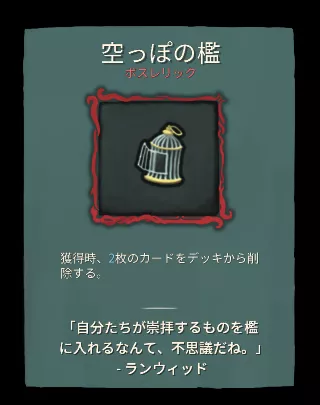 空っぽの檻
ボスレリック
獲得時、2枚のカードをデッキから削
除する。
「自分たちが崇拝するものを檻
に入れるなんて、不思議だね。」
- ランウィッド